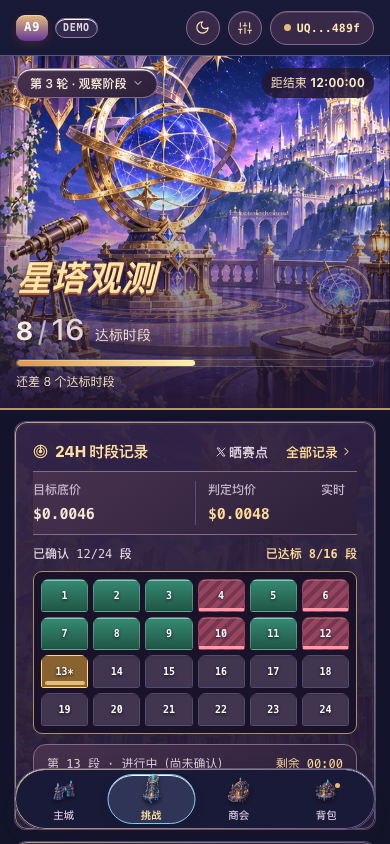 A9 DEMO UQ...489f
第 3 轮 · 观察阶段 距结束 12:00:00
星塔观测
8 / 16 达标时段
还差 8 个达标时段
24H 时段记录 𝕏 晒赛点 全部记录
目标底价 判定均价 实时
$0.0046 $0.0048
已确认 12/24 段 已达标 8/16 段
1 2 3 4 5 6
7 8 9 10 11 12
13* 14 15 16 17 18
19 20 21 22 23 24
第 13 段 · 进行中 (尚未确认) 剩余 00:00
主城 挑战 商会 背包